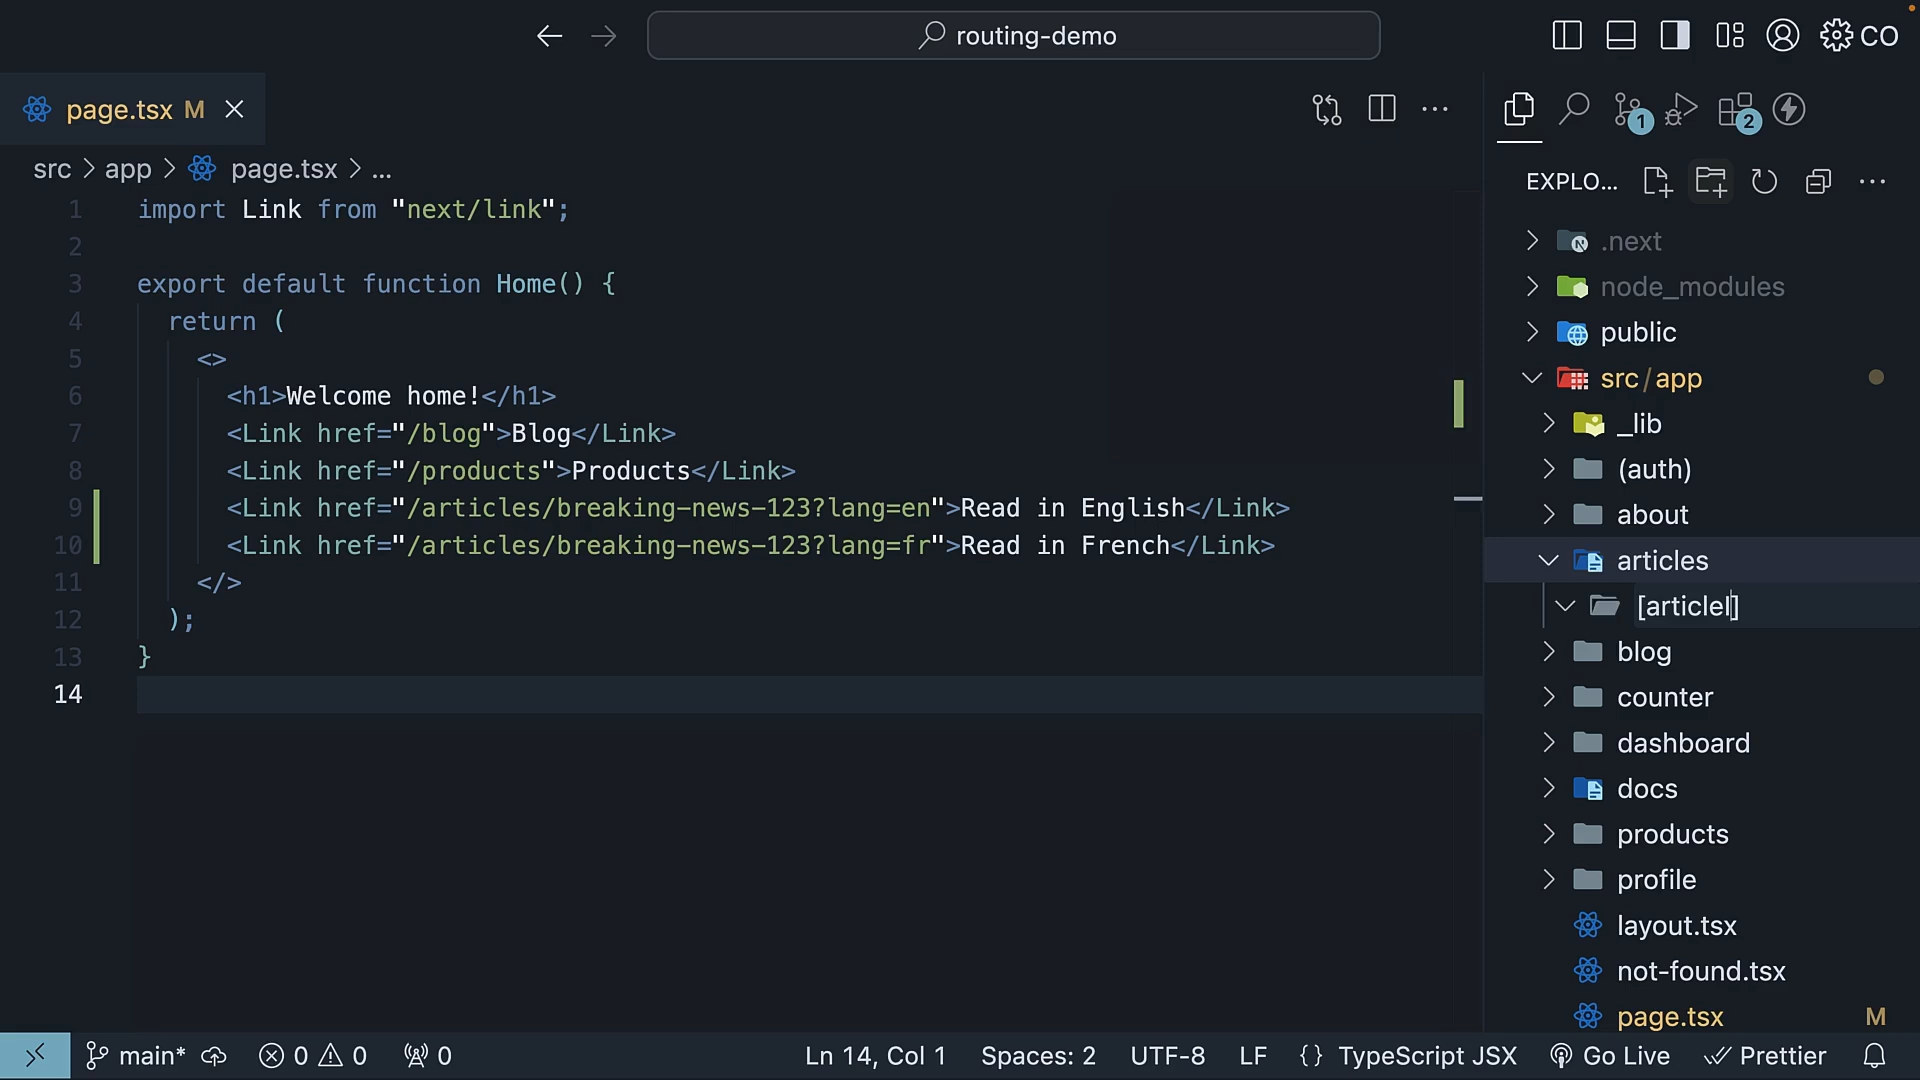 routing-demo
CO
page.tsx M
1
2
EXPLO...
src > app > page.tsx > ...
1 import Link from "next/link";
2
3 export default function Home() {
4 return (
5 <>
6 <h1>Welcome home!</h1>
7 <Link href="/blog">Blog</Link>
8 <Link href="/products">Products</Link>
9 <Link href="/articles/breaking-news-123?lang=en">Read in English</Link>
10 <Link href="/articles/breaking-news-123?lang=fr">Read in French</Link>
11 </>
12 );
13 }
14
.next
node_modules
public
src/app
_lib
(auth)
about
articles
[articleI]
blog
counter
dashboard
docs
products
profile
layout.tsx
not-found.tsx
page.tsx M
main* 0 0 0 Ln 14, Col 1 Spaces: 2 UTF-8 LF {} TypeScript JSX Go Live Prettier